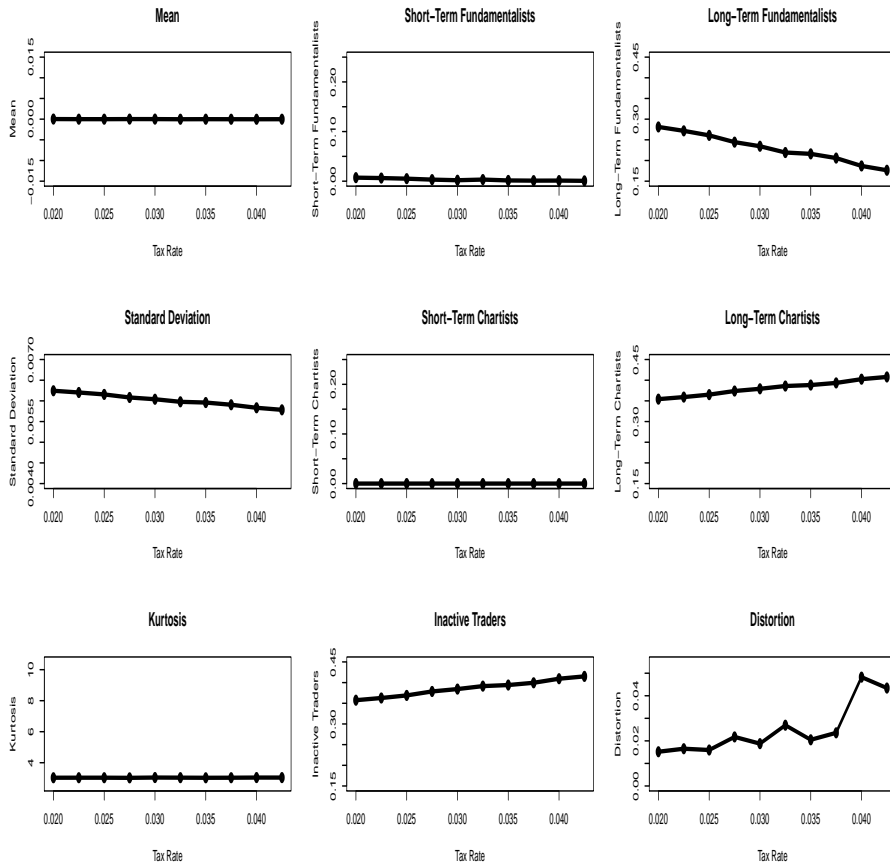 Mean
Mean
0.015
0.000
−0.015
0.020 0.025 0.030 0.035 0.040
Tax Rate
Short−Term Fundamentalists
Short−Term Fundamentalists
0.20
0.10
0.00
0.020 0.025 0.030 0.035 0.040
Tax Rate
Long−Term Fundamentalists
Long−Term Fundamentalists
0.45
0.30
0.15
0.020 0.025 0.030 0.035 0.040
Tax Rate
Standard Deviation
Standard Deviation
0.0070
0.0055
0.0040
0.020 0.025 0.030 0.035 0.040
Tax Rate
Short−Term Chartists
Short−Term Chartists
0.20
0.10
0.00
0.020 0.025 0.030 0.035 0.040
Tax Rate
Long−Term Chartists
Long−Term Chartists
0.45
0.30
0.15
0.020 0.025 0.030 0.035 0.040
Tax Rate
Kurtosis
Kurtosis
10
8
6
4
0.020 0.025 0.030 0.035 0.040
Tax Rate
Inactive Traders
Inactive Traders
0.45
0.30
0.15
0.020 0.025 0.030 0.035 0.040
Tax Rate
Distortion
Distortion
0.04
0.02
0.00
0.020 0.025 0.030 0.035 0.040
Tax Rate